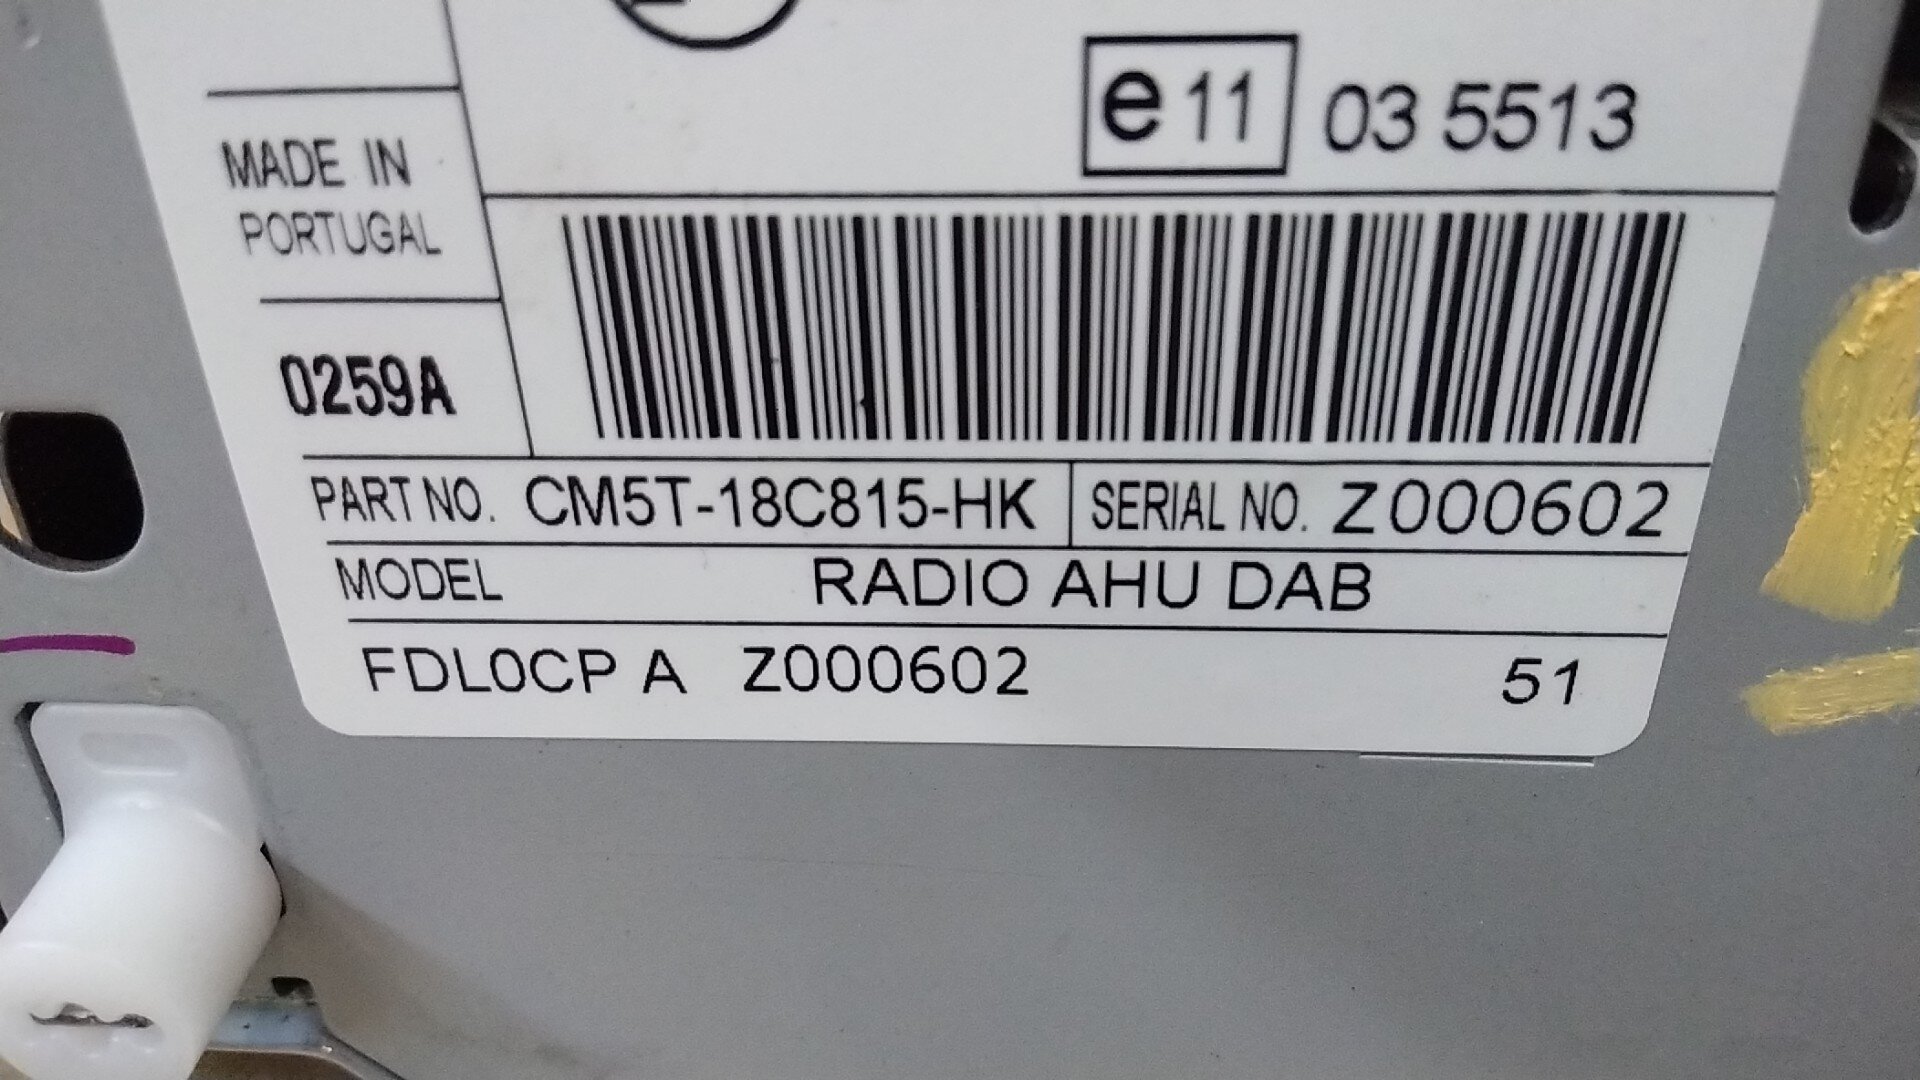 e11 03 5513
MADE IN
PORTUGAL
0259A
PART NO. CM5T-18C815-HK SERIAL NO. Z000602
MODEL RADIO AHU DAB
FDL0CP A Z000602 51